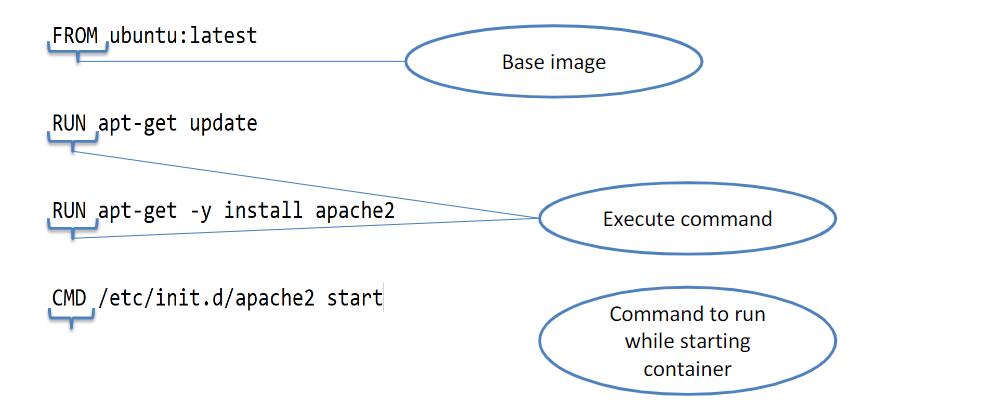 FROM ubuntu:latest
Base image
RUN apt-get update
RUN apt-get -y install apache2
Execute command
CMD /etc/init.d/apache2 start
Command to run
while starting
container